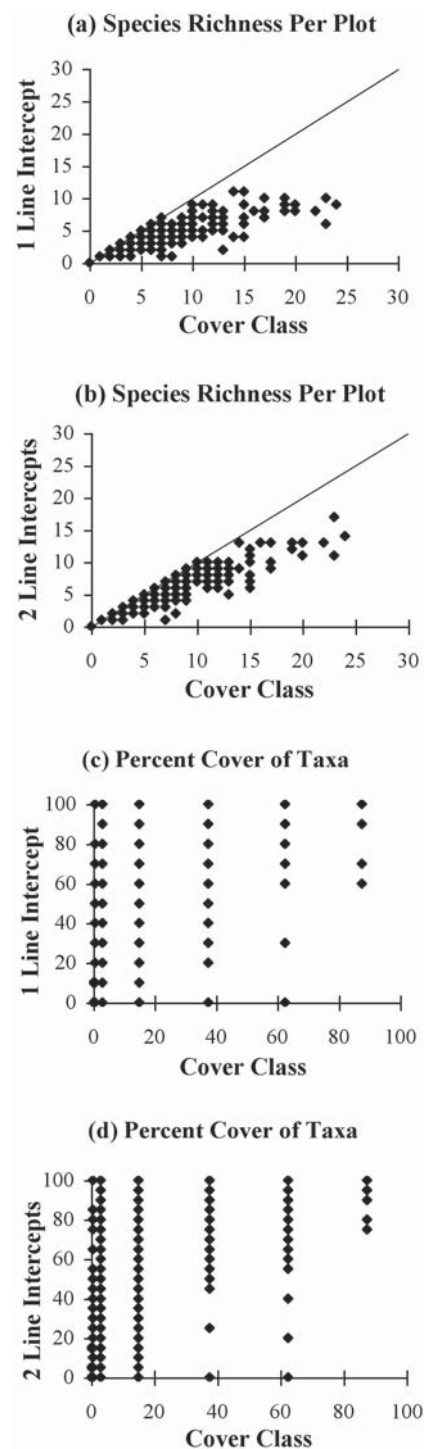 (a) Species Richness Per Plot
30
25
20
15
10
5
0
1 Line Intercept
0 5 10 15 20 25 30
Cover Class
(b) Species Richness Per Plot
30
25
20
15
10
5
0
2 Line Intercepts
0 5 10 15 20 25 30
Cover Class
(c) Percent Cover of Taxa
100
80
60
40
20
0
1 Line Intercept
0 20 40 60 80 100
Cover Class
(d) Percent Cover of Taxa
100
80
60
40
20
0
2 Line Intercepts
0 20 40 60 80 100
Cover Class